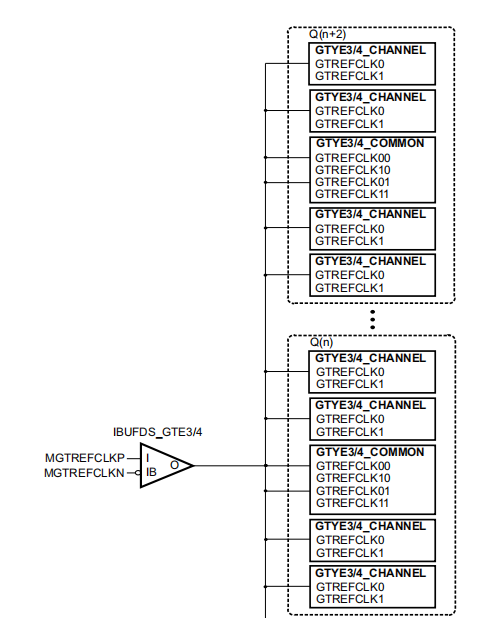 Q(n+2)
GTYE3/4_CHANNEL
GTREFCLK0
GTREFCLK1
GTYE3/4_CHANNEL
GTREFCLK0
GTREFCLK1
GTYE3/4_COMMON
GTREFCLK00
GTREFCLK10
GTREFCLK01
GTREFCLK11
GTYE3/4_CHANNEL
GTREFCLK0
GTREFCLK1
GTYE3/4_CHANNEL
GTREFCLK0
GTREFCLK1
Q(n)
GTYE3/4_CHANNEL
GTREFCLK0
GTREFCLK1
GTYE3/4_CHANNEL
GTREFCLK0
GTREFCLK1
IBUFDS_GTE3/4
MGTREFCLKP
I
O
MGTREFCLKN
IB
GTYE3/4_COMMON
GTREFCLK00
GTREFCLK10
GTREFCLK01
GTREFCLK11
GTYE3/4_CHANNEL
GTREFCLK0
GTREFCLK1
GTYE3/4_CHANNEL
GTREFCLK0
GTREFCLK1